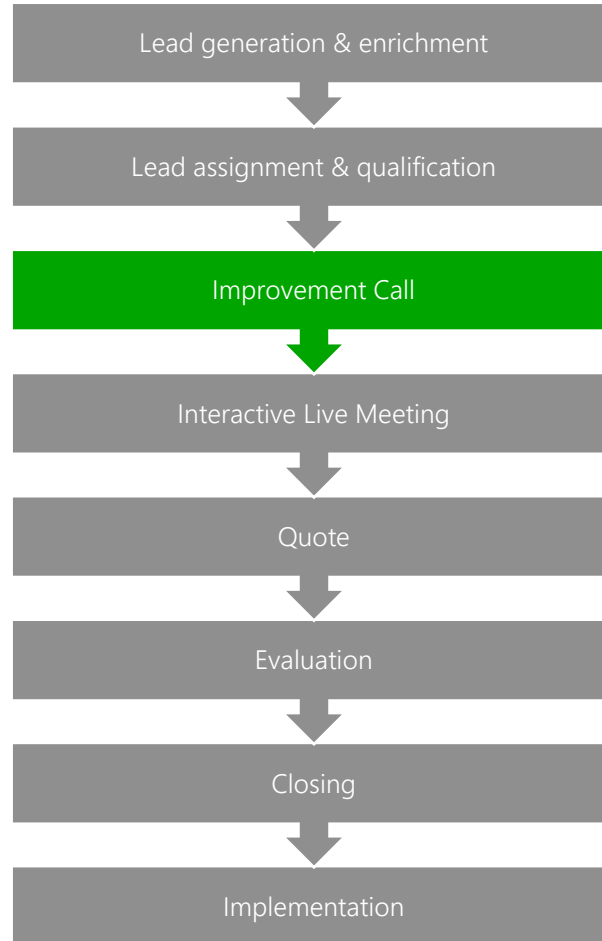 Lead generation & enrichment
Lead assignment & qualification
Improvement Call
Interactive Live Meeting
Quote
Evaluation
Closing
Implementation